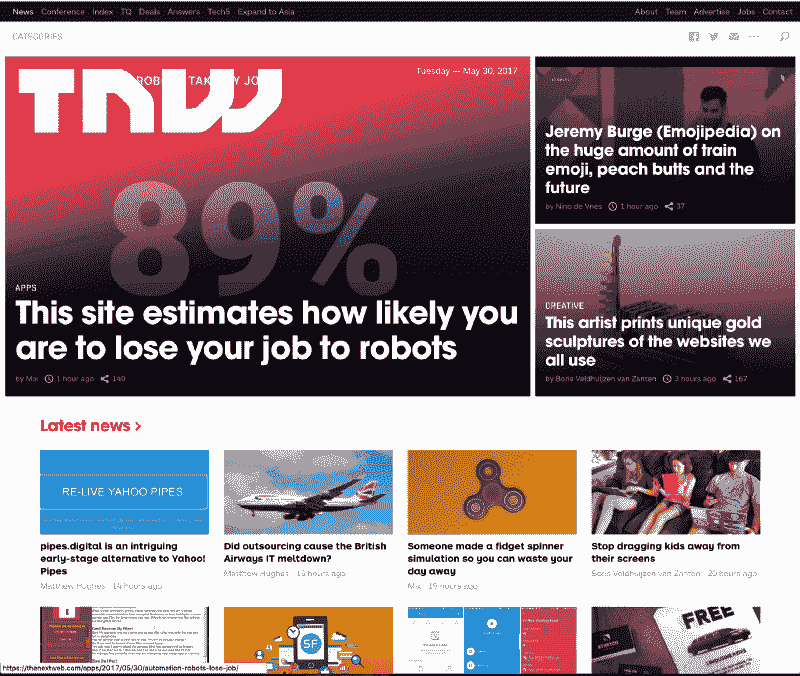 News Conference Index TQ Deals Answers Tech5 Expand to Asia
About Team Advertise Jobs Contact
CATEGORIES
TNW
Tuesday — May 30, 2017
89%
APPS
This site estimates how likely you
are to lose your job to robots
by Mix 1 hour ago 140
Jeremy Burge (Emojipedia) on
the huge amount of train
emoji, peach butts and the
future
by Nino de Vries 1 hour ago 37
CREATIVE
This artist prints unique gold
sculptures of the websites we
all use
by Boris Veldhuijzen van Zanten 3 hours ago 167
Latest news >
RE-LIVE YAHOO PIPES
pipes.digital is an intriguing
early-stage alternative to Yahoo!
Pipes
Matthew Hughes · 14 hours ago
Did outsourcing cause the British
Airways IT meltdown?
Matthew Hughes · 16 hours ago
Someone made a fidget spinner
simulation so you can waste your
day away
Mix · 19 hours ago
Stop dragging kids away from
their screens
Boris Veldhuijzen van Zanten · 20 hours ago
SF
FREE
https://thenextweb.com/apps/2017/05/30/automation-robots-lose-job/